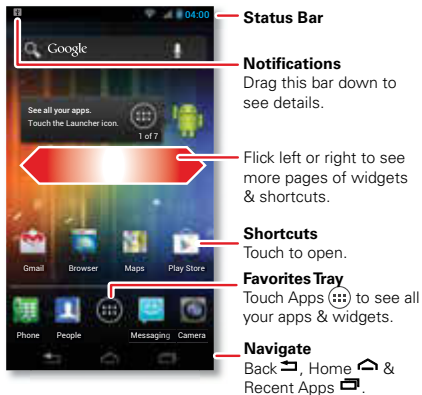 04:00
Google
See all your apps.
Touch the Launcher icon.
1 of 7
Gmail Browser Maps Play Store
Phone People Messaging Camera
Status Bar
Notifications
Drag this bar down to
see details.
Flick left or right to see
more pages of widgets
& shortcuts.
Shortcuts
Touch to open.
Favorites Tray
Touch Apps to see all
your apps & widgets.
Navigate
Back , Home &
Recent Apps .